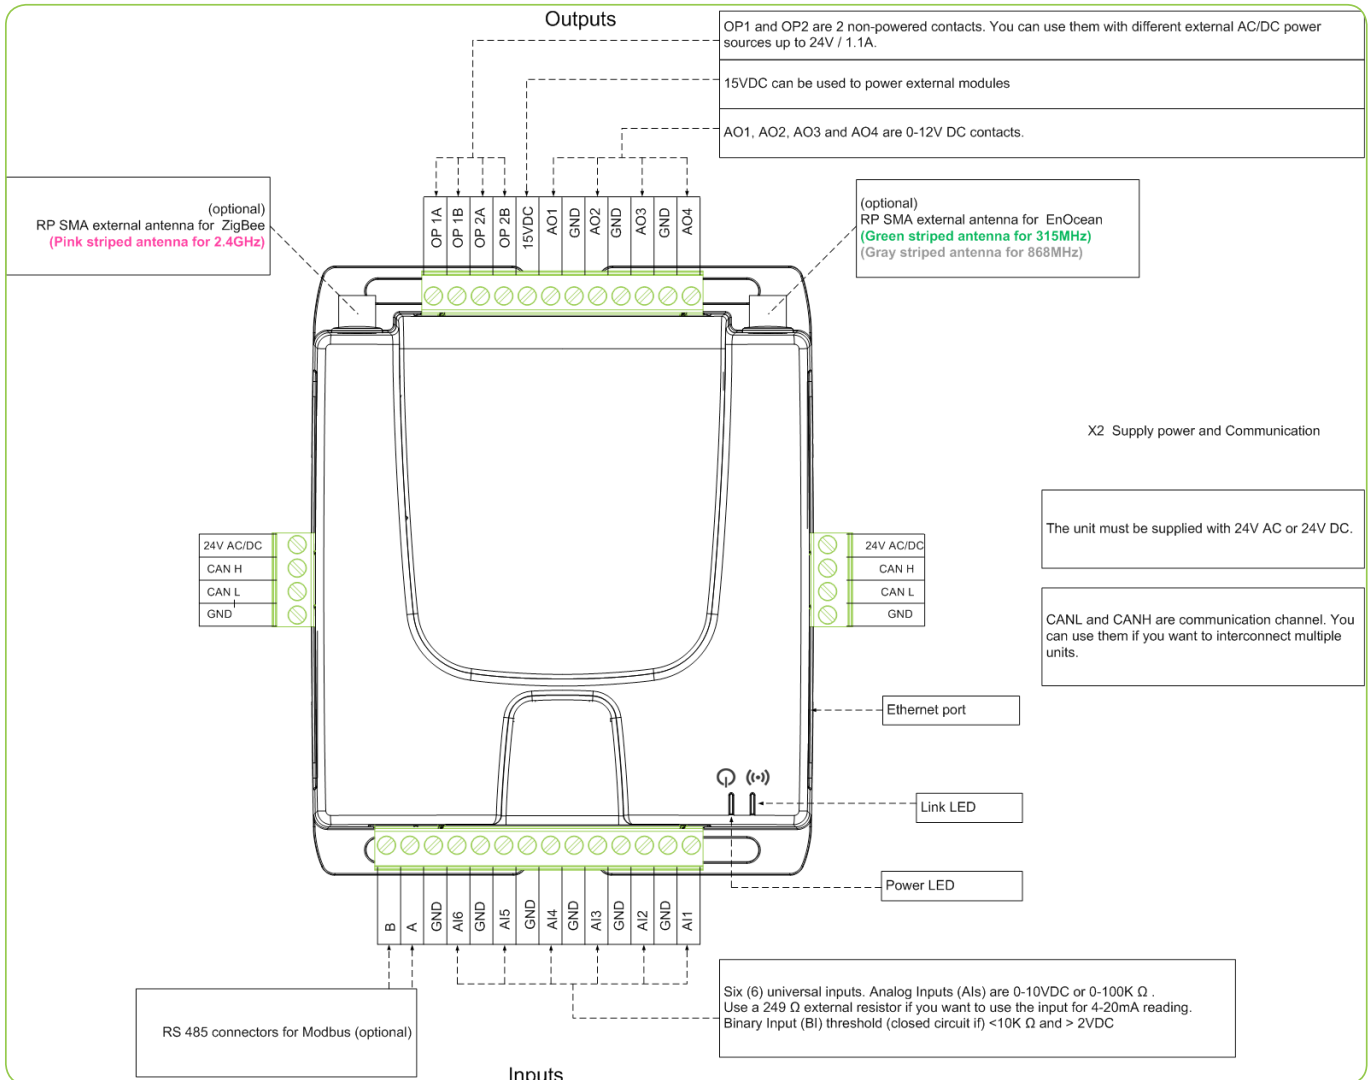 Outputs
OP1 and OP2 are 2 non-powered contacts. You can use them with different external AC/DC power
sources up to 24V / 1.1A.
15VDC can be used to power external modules
AO1, AO2, AO3 and AO4 are 0-12V DC contacts.
(optional)
RP SMA external antenna for ZigBee
(Pink striped antenna for 2.4GHz)
OP 1A
OP 1B
OP 2A
OP 2B
15VDC
AO1
GND
AO2
GND
AO3
GND
AO4
(optional)
RP SMA external antenna for EnOcean
(Green striped antenna for 315MHz)
(Gray striped antenna for 868MHz)
X2 Supply power and Communication
The unit must be supplied with 24V AC or 24V DC.
24V AC/DC
CAN H
CAN L
GND
24V AC/DC
CAN H
CAN L
GND
CANL and CANH are communication channel. You
can use them if you want to interconnect multiple
units.
Ethernet port
Link LED
Power LED
B
A
GND
AI6
GND
AI5
GND
AI4
GND
AI3
GND
AI2
GND
AI1
RS 485 connectors for Modbus (optional)
Six (6) universal inputs. Analog Inputs (AIs) are 0-10VDC or 0-100K Ω .
Use a 249 Ω external resistor if you want to use the input for 4-20mA reading.
Binary Input (BI) threshold (closed circuit if) <10K Ω and > 2VDC
Inputs